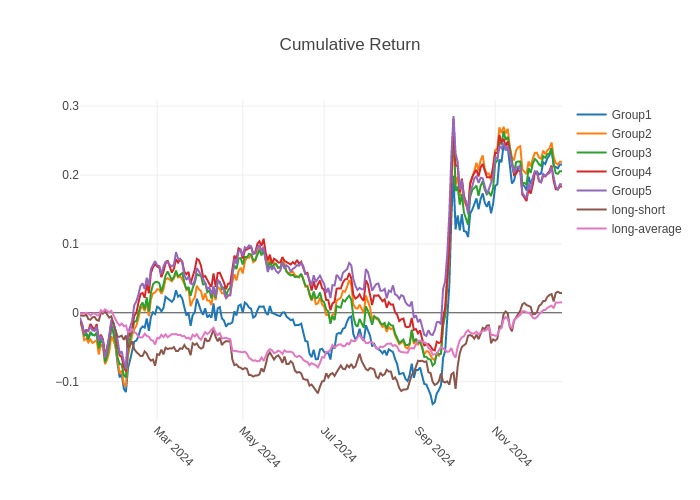 Cumulative Return
0.3
0.2
0.1
0
−0.1
Mar 2024
May 2024
Jul 2024
Sep 2024
Nov 2024
Group1
Group2
Group3
Group4
Group5
long-short
long-average